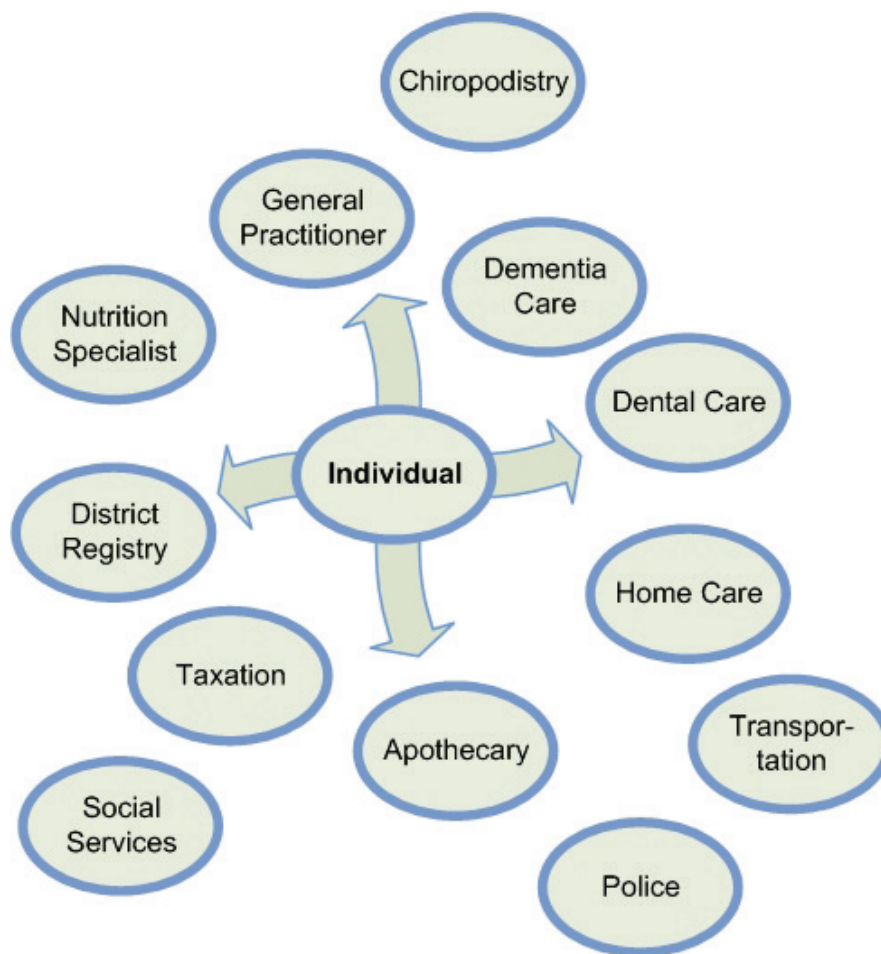 Chiropodistry
General
Practitioner
Dementia
Care
Nutrition
Specialist
Dental Care
Individual
District
Registry
Home Care
Taxation
Transpor-
tation
Apothecary
Social
Services
Police